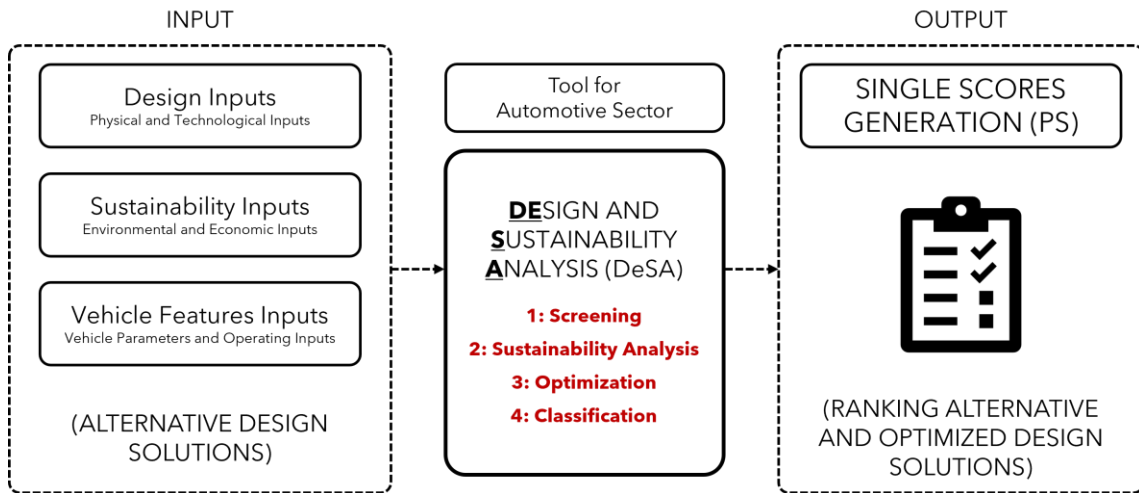 INPUT
Design Inputs
Physical and Technological Inputs
Sustainability Inputs
Environmental and Economic Inputs
Vehicle Features Inputs
Vehicle Parameters and Operating Inputs
(ALTERNATIVE DESIGN
SOLUTIONS)
Tool for
Automotive Sector
DESIGN AND
SUSTAINABILITY
ANALYSIS (DeSA)
1: Screening
2: Sustainability Analysis
3: Optimization
4: Classification
OUTPUT
SINGLE SCORES
GENERATION (PS)
(RANKING ALTERNATIVE
AND OPTIMIZED DESIGN
SOLUTIONS)